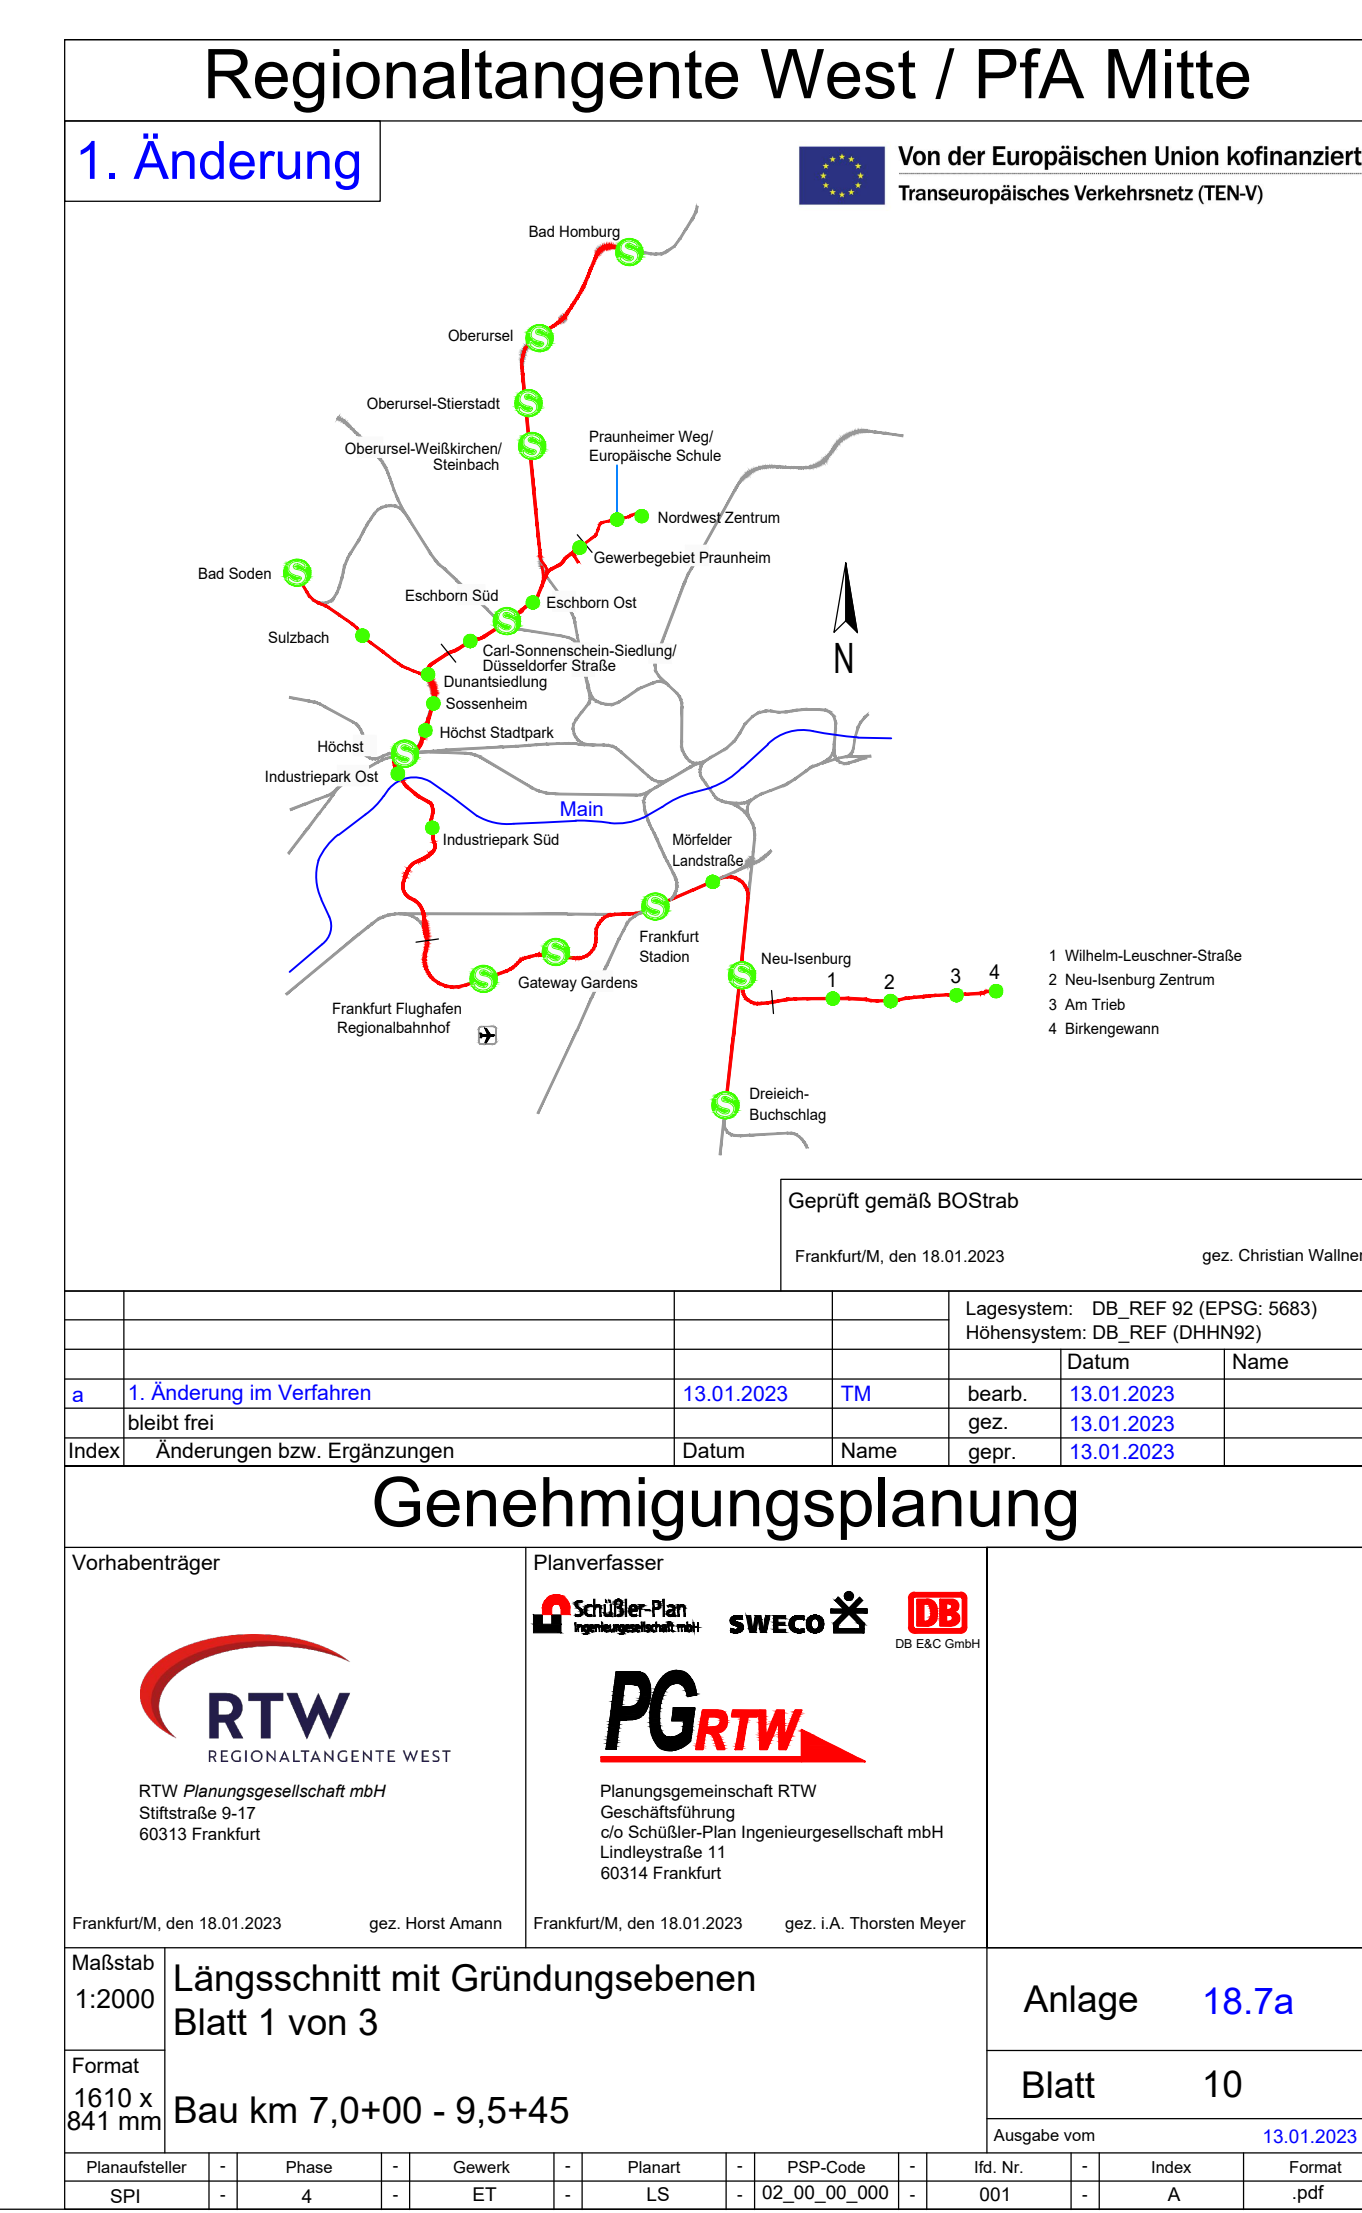 Regionaltangente West / PfA Mitte
1. Änderung
Von der Europäischen Union kofinanziert
Transeuropäisches Verkehrsnetz (TEN-V)
Bad Homburg
Oberursel
Oberursel-Stierstadt
Oberursel-Weißkirchen/
Steinbach
Praunheimer Weg/
Europäische Schule
Nordwest Zentrum
Gewerbegebiet Praunheim
Bad Soden
Eschborn Süd
Eschborn Ost
Sulzbach
Carl-Sonnenschein-Siedlung/
Düsseldorfer Straße
Dunantsiedlung
Sossenheim
Höchst Stadtpark
Höchst
Industriepark Ost
N
Main
Industriepark Süd
Mörfelder
Landstraße
Frankfurt
Stadion
Neu-Isenburg
Gateway Gardens
Frankfurt Flughafen
Regionalbahnhof
1 2 3 4
1 Wilhelm-Leuschner-Straße
2 Neu-Isenburg Zentrum
3 Am Trieb
4 Birkengewann
Dreieich-
Buchschlag
Geprüft gemäß BOStrab
Frankfurt/M, den 18.01.2023 gez. Christian Wallner
Lagesystem: DB_REF 92 (EPSG: 5683)
Höhensystem: DB_REF (DHHN92)
Datum Name
a 1. Änderung im Verfahren 13.01.2023 TM bearb. 13.01.2023
bleibt frei gez. 13.01.2023
Index Änderungen bzw. Ergänzungen Datum Name gepr. 13.01.2023
Genehmigungsplanung
Vorhabenträger
RTW
REGIONALTANGENTE WEST
RTW Planungsgesellschaft mbH
Stiftstraße 9-17
60313 Frankfurt
Frankfurt/M, den 18.01.2023 gez. Horst Amann
Planverfasser
Schüßler-Plan
Ingenieurgesellschaft mbH
SWECO
DB
DB E&C GmbH
PGRTW
Planungsgemeinschaft RTW
Geschäftsführung
c/o Schüßler-Plan Ingenieurgesellschaft mbH
Lindleystraße 11
60314 Frankfurt
Frankfurt/M, den 18.01.2023 gez. i.A. Thorsten Meyer
Maßstab
1:2000
Längsschnitt mit Gründungsebenen
Blatt 1 von 3
Anlage 18.7a
Format
1610 x
841 mm
Bau km 7,0+00 - 9,5+45
Blatt 10
Ausgabe vom 13.01.2023
Planaufsteller - Phase - Gewerk - Planart - PSP-Code - lfd. Nr. - Index Format
SPI - 4 - ET - LS - 02_00_00_000 - 001 - A .pdf